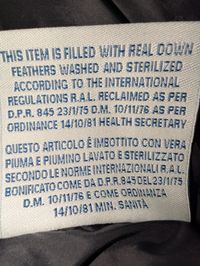 THIS ITEM IS FILLED WITH REAL DOWN
FEATHERS WASHED AND STERILIZED
ACCORDING TO THE INTERNATIONAL
REGULATIONS R.A.L. RECLAIMED AS PER
D.P.R. 845 23/1/75 D.M. 10/11/76 AS PER
ORDINANCE 14/10/81 HEALTH SECRETARY
QUESTO ARTICOLO È IMBOTTITO CON VERA
PIUMA E PIUMINO LAVATO E STERILIZZATO
SECONDO LE NORME INTERNAZIONALI R.A.L.
BONIFICATO COME DA D.P.R. 845 DEL 23/1/75
D.M. 10/11/76 E COME ORDINANZA
14/10/81 MIN. SANITÀ